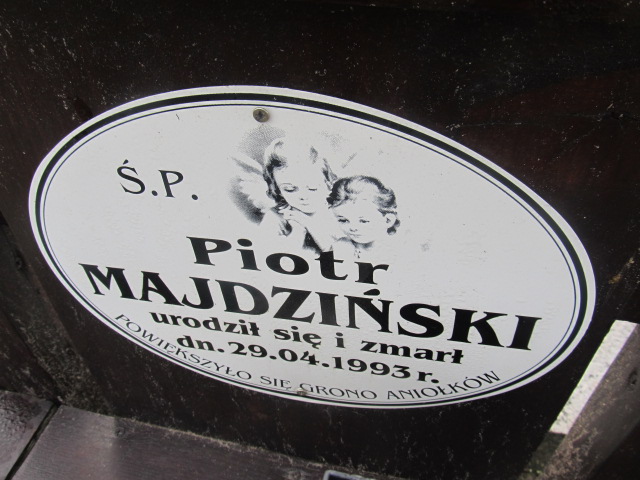 Ś.P.
Piotr
MAJDZIŃSKI
urodził się i zmarł
dn. 29.04.1993 r.
POWIĘKSZYŁO SIĘ GRONO ANIOŁKÓW